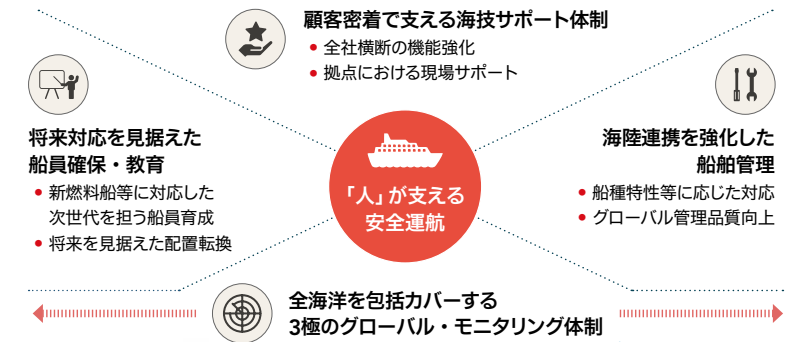 顧客密着で支える海技サポート体制
• 全社横断の機能強化
• 拠点における現場サポート
将来対応を見据えた
船員確保・教育
• 新燃料船等に対応した
次世代を担う船員育成
• 将来を見据えた配置転換
「人」が支える
安全運航
海陸連携を強化した
船舶管理
• 船種特性等に応じた対応
• グローバル管理品質向上
全海洋を包括カバーする
3極のグローバル・モニタリング体制